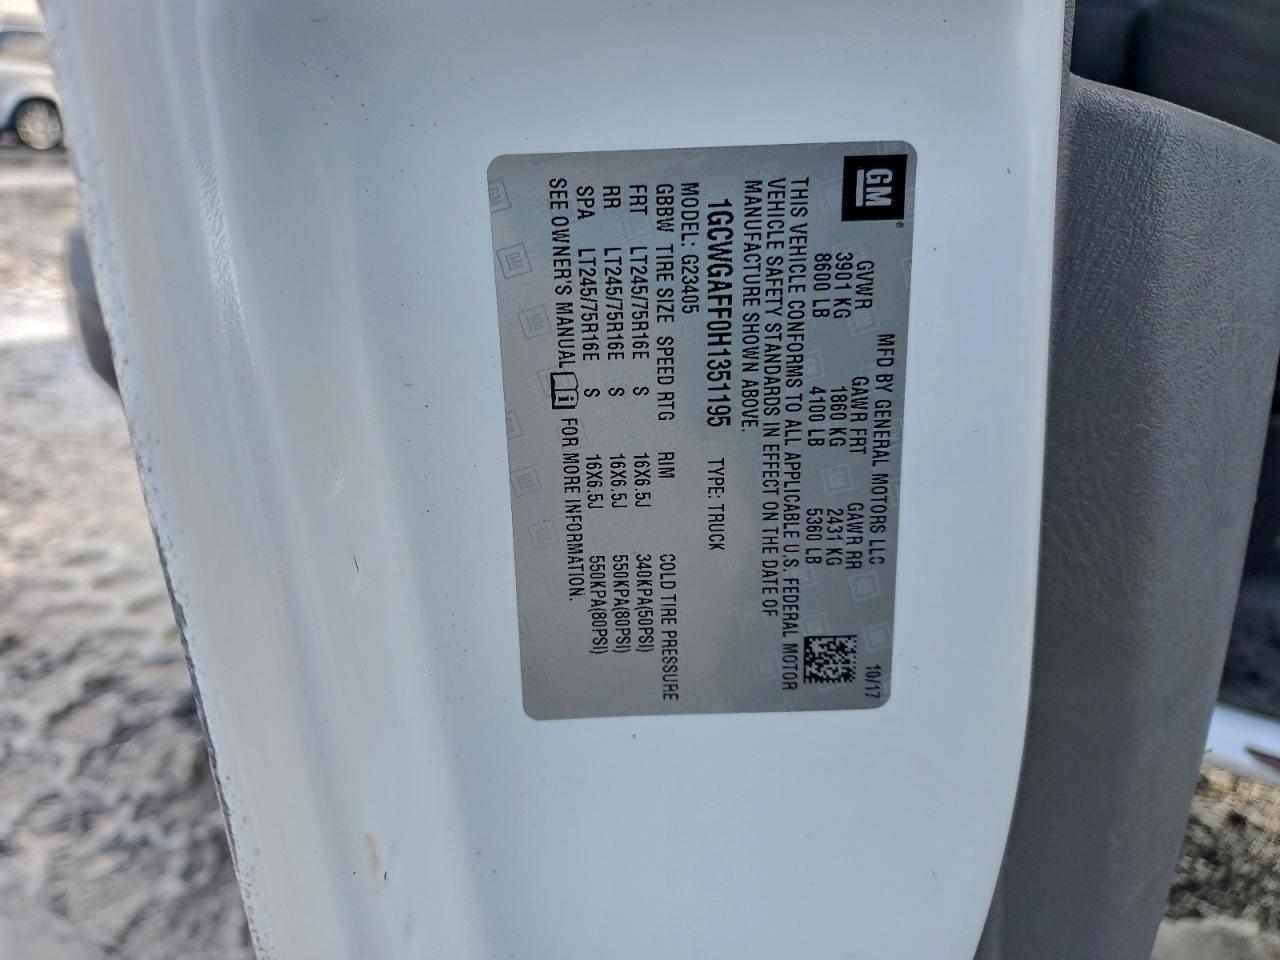 GM
MFD BY GENERAL MOTORS LLC 10/17
GVWR GAWR FRT GAWR RR
3901 KG 1860 KG 2431 KG
8600 LB 4100 LB 5360 LB
THIS VEHICLE CONFORMS TO ALL APPLICABLE U.S. FEDERAL MOTOR
VEHICLE SAFETY STANDARDS IN EFFECT ON THE DATE OF
MANUFACTURE SHOWN ABOVE.
1GCWGAFF0H1351195 TYPE: TRUCK
MODEL: G23405
GBBW TIRE SIZE SPEED RTG RIM COLD TIRE PRESSURE
FRT LT245/75R16E S 16X6.5J 340KPA(50PSI)
RR LT245/75R16E S 16X6.5J 550KPA(80PSI)
SPA LT245/75R16E S 16X6.5J 550KPA(80PSI)
SEE OWNER'S MANUAL FOR MORE INFORMATION.